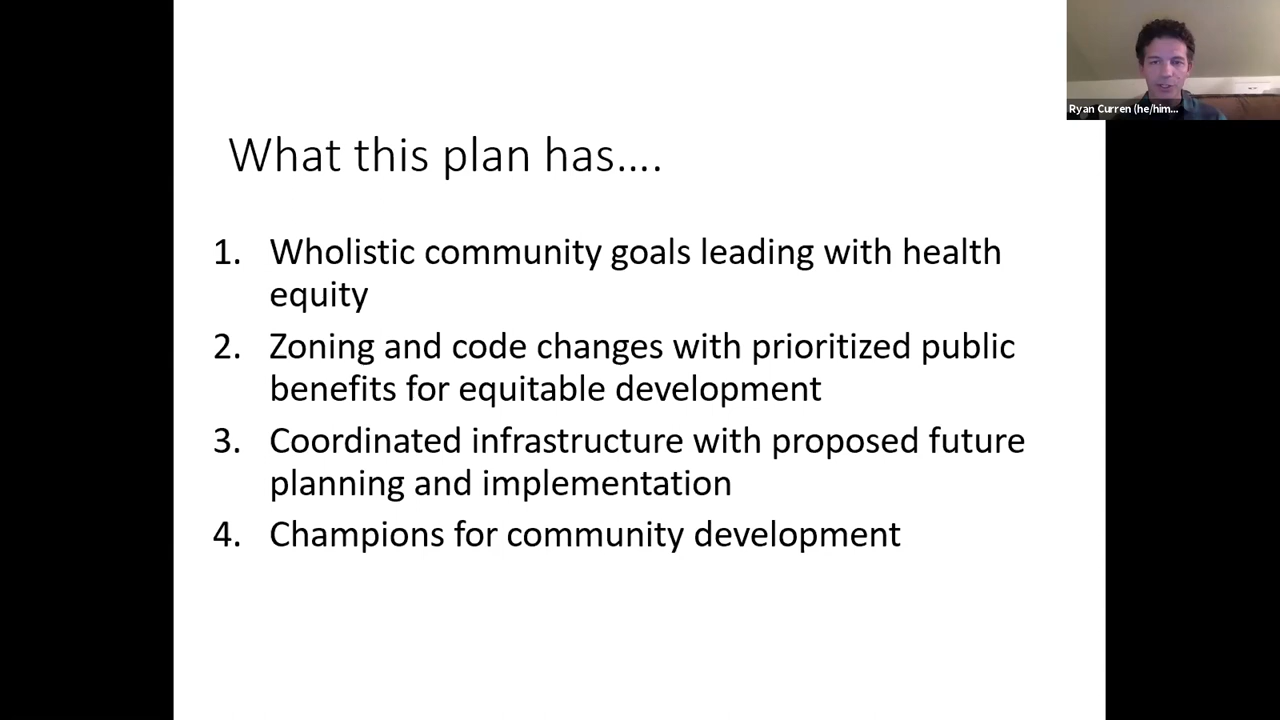 Ryan Curren (he/him...
What this plan has....
1. Wholistic community goals leading with health
equity
2. Zoning and code changes with prioritized public
benefits for equitable development
3. Coordinated infrastructure with proposed future
planning and implementation
4. Champions for community development